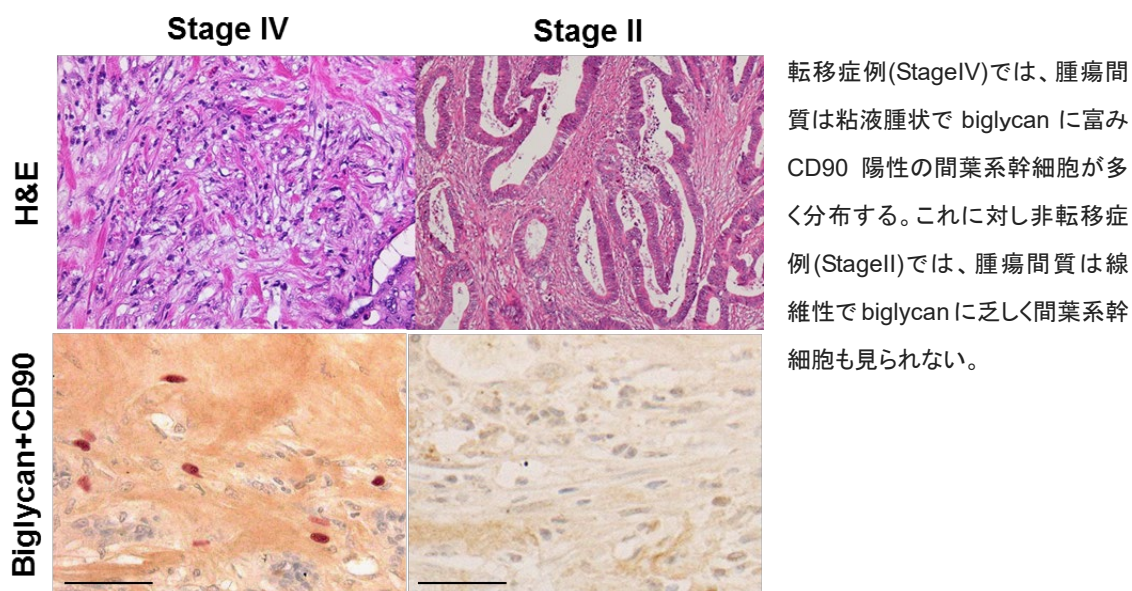 Stage IV
Stage II
H&E
Biglycan+CD90
転移症例(StageIV)では、腫瘍間
質は粘液腫状で biglycan に富み
CD90 陽性の間葉系幹細胞が多
く分布する。これに対し非転移症
例(StageII)では、腫瘍間質は線
維性で biglycan に乏しく間葉系幹
細胞も見られない。